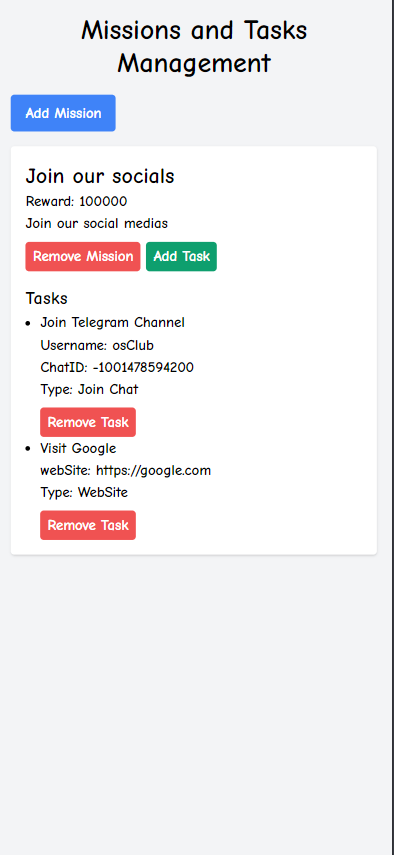 Missions and Tasks
Management
Add Mission
Join our socials
Reward: 100000
Join our social medias
Remove Mission Add Task
Tasks
Join Telegram Channel
Username: osClub
ChatID: -1001478594200
Type: Join Chat
Remove Task
Visit Google
webSite: https://google.com
Type: WebSite
Remove Task